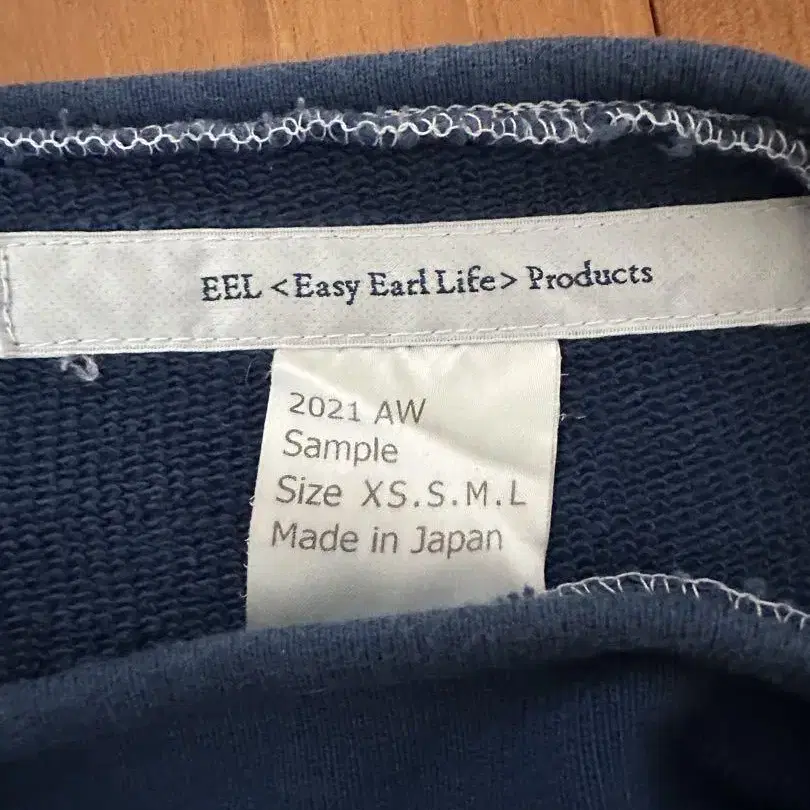 EEL <Easy Earl Life> Products
2021 AW
Sample
Size XS.S.M.L
Made in Japan